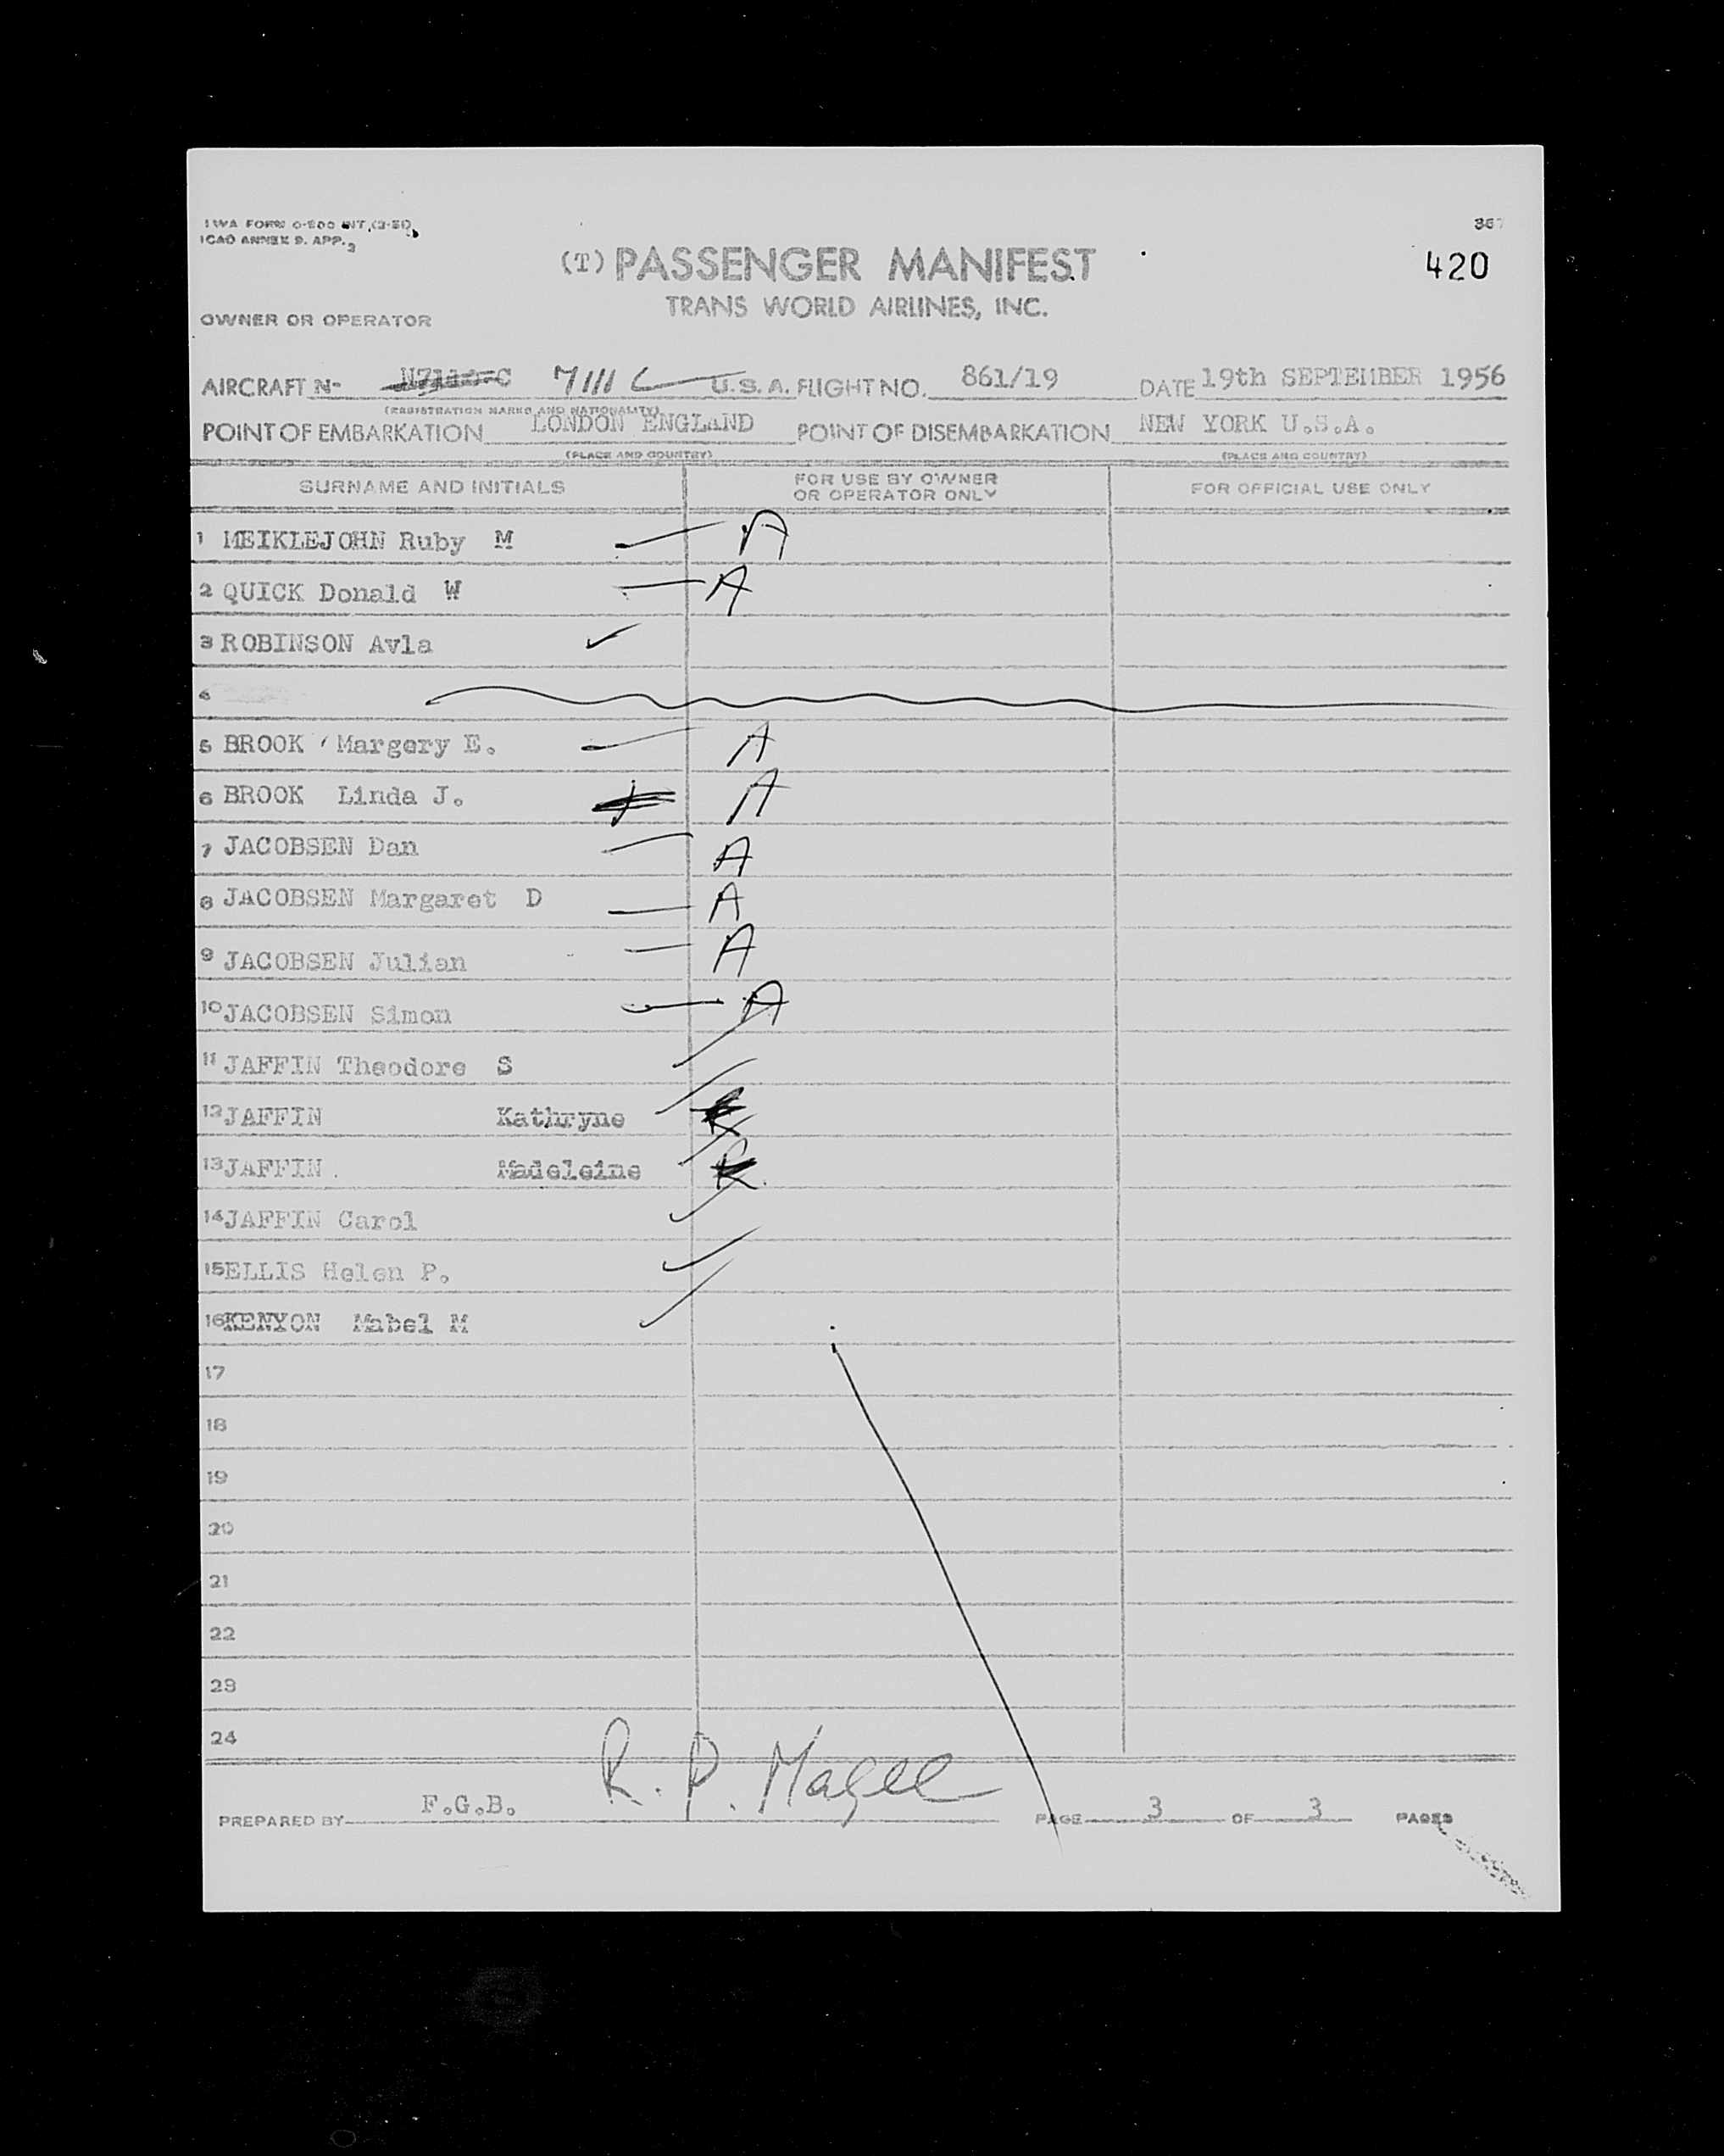 TWA FORM O-500 INT. (3-51)
ICAO ANNEX 9. APP. 3
367
420
(T) PASSENGER MANIFEST
TRANS WORLD AIRLINES, INC.
OWNER OR OPERATOR
AIRCRAFT No 7111 C U.S.A. FLIGHT NO. 861/19 DATE 19th SEPTEMBER 1956
(REGISTRATION MARKS AND NATIONALITY)
POINT OF EMBARKATION LONDON ENGLAND POINT OF DISEMBARKATION NEW YORK U.S.A.
(PLACE AND COUNTRY) (PLACE AND COUNTRY)
SURNAME AND INITIALS FOR USE BY OWNER OR OPERATOR ONLY FOR OFFICIAL USE ONLY
1 MEIKLEJOHN Ruby M A
2 QUICK Donald W A
3 ROBINSON Avla
4
5 BROOK Margery E. A
6 BROOK Linda J. A
7 JACOBSEN Dan A
8 JACOBSEN Margaret D A
9 JACOBSEN Julian A
10 JACOBSEN Simon A
11 JAFFIN Theodore S
12 JAFFIN Kathryne
13 JAFFIN Madeleine
14 JAFFIN Carol
15 ELLIS Helen P.
16 KENYON Mabel M
17
18
19
20
21
22
23
24
R. P. Magee
PREPARED BY F.G.B. PAGE 3 OF 3 PAGES